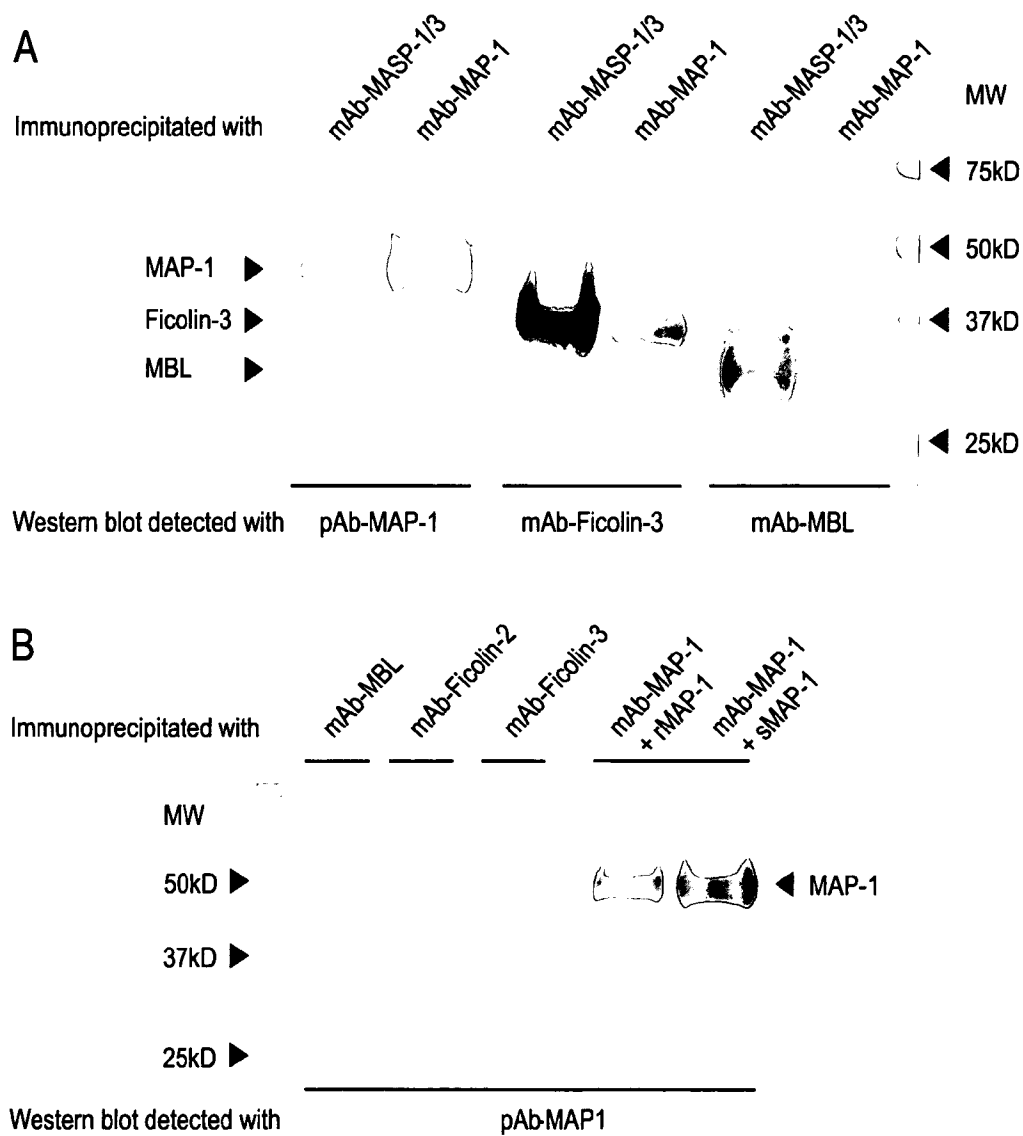 A
Immunoprecipitated with
mAb-MASP-1/3
mAb-MAP-1
mAb-MASP-1/3
mAb-MAP-1
mAb-MASP-1/3
mAb-MAP-1
MW
75kD
50kD
37kD
25kD
MAP-1
Ficolin-3
MBL
Western blot detected with
pAb-MAP-1
mAb-Ficolin-3
mAb-MBL
B
Immunoprecipitated with
mAb-MBL
mAb-Ficolin-2
mAb-Ficolin-3
mAb-MAP-1
+ rMAP-1
mAb-MAP-1
+ sMAP-1
MW
50kD
37kD
25kD
MAP-1
Western blot detected with
pAb-MAP1